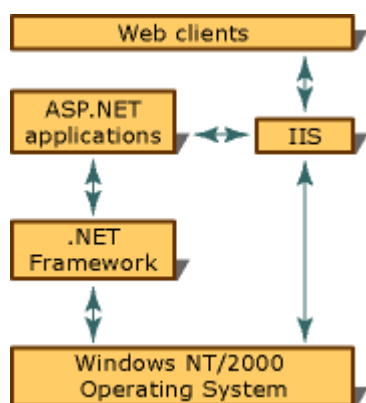 Web clients
ASP.NET
applications
IIS
.NET
Framework
Windows NT/2000
Operating System